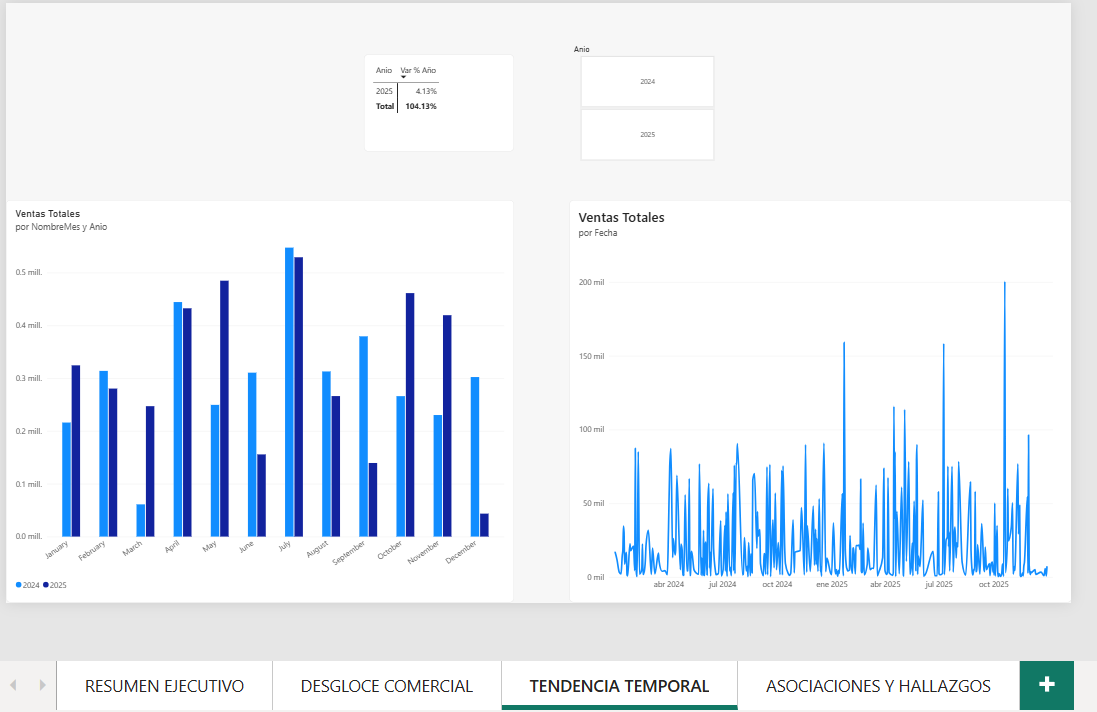 Anio
Anio Var % Año
2025 4.13%
Total 104.13%
2024
2025
Ventas Totales
por NombreMes y Anio
0.5 mill.
0.4 mill.
0.3 mill.
0.2 mill.
0.1 mill.
0.0 mill.
January February March April May June July August September October November December
2024 2025
Ventas Totales
por Fecha
200 mil
150 mil
100 mil
50 mil
0 mil
abr 2024 jul 2024 oct 2024 ene 2025 abr 2025 jul 2025 oct 2025
RESUMEN EJECUTIVO DESGLOCE COMERCIAL TENDENCIA TEMPORAL ASOCIACIONES Y HALLAZGOS +